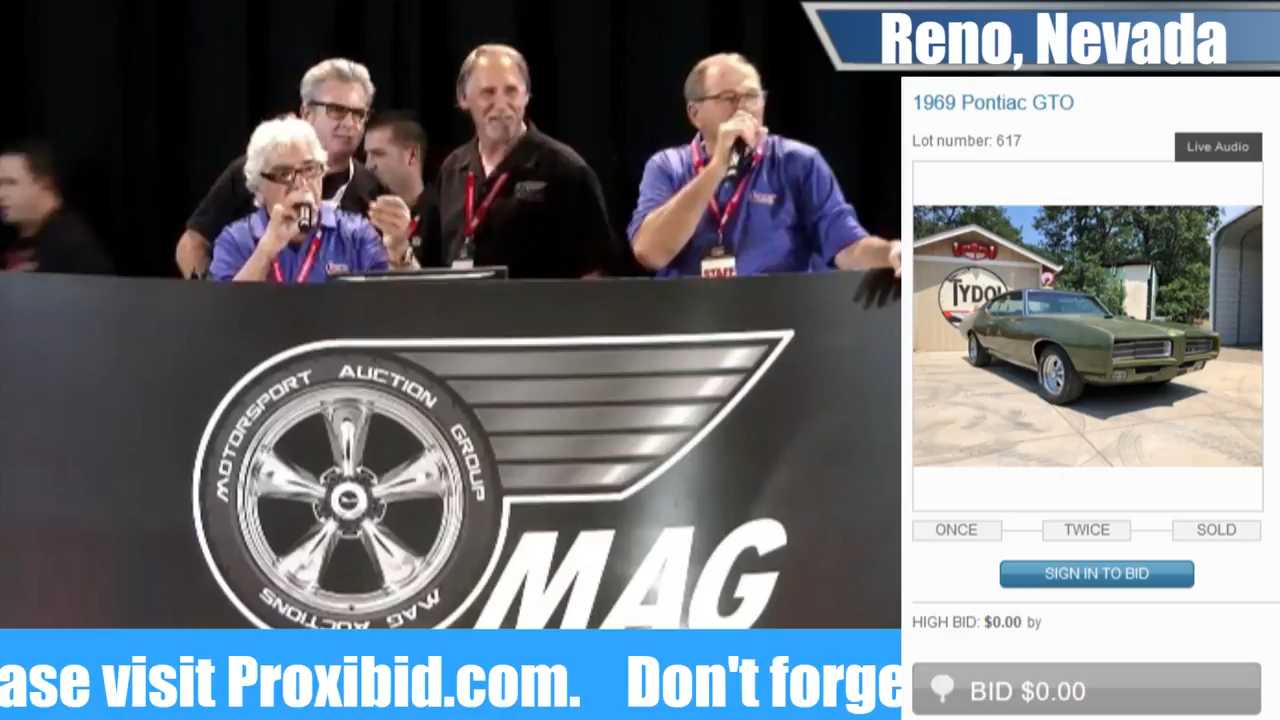 Reno, Nevada
1969 Pontiac GTO
Lot number: 617
Live Audio
TYDOL
ONCE
TWICE
SOLD
SIGN IN TO BID
HIGH BID: $0.00 by
BID $0.00
STAFF
MOTORSPORT AUCTION GROUP
MAG AUCTIONS
MAG
ase visit Proxibid.com. Don't forge